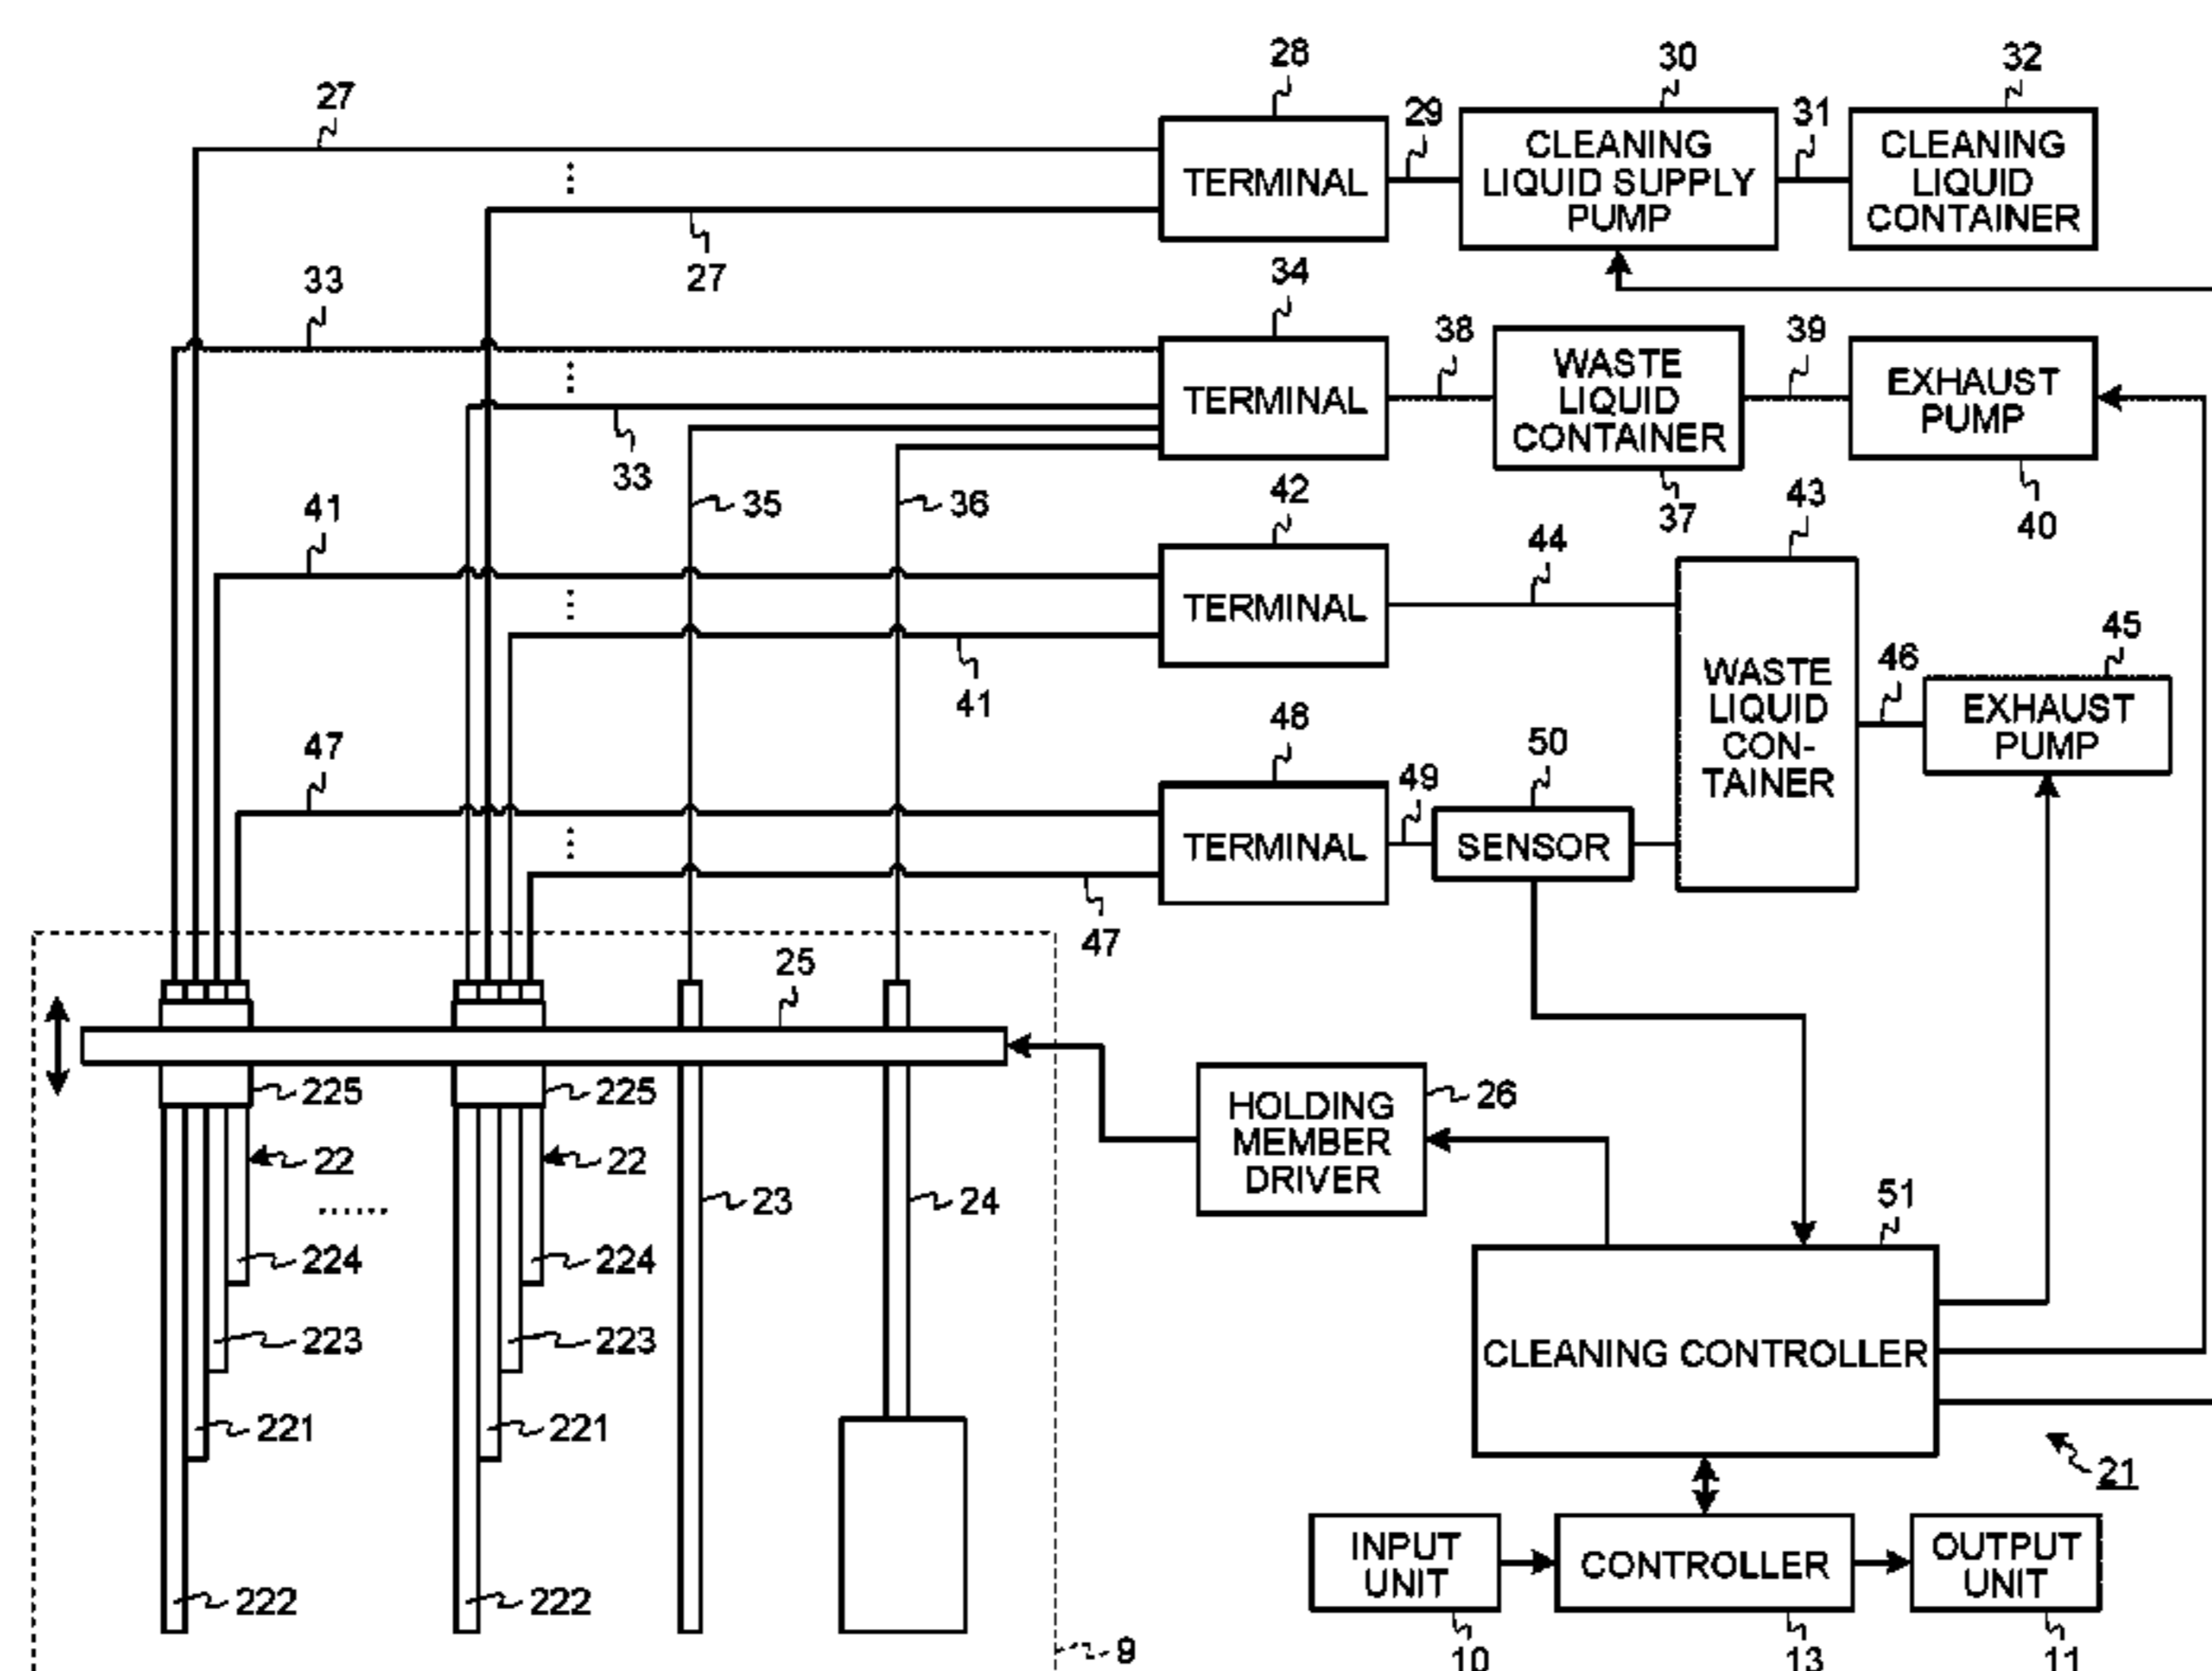 28
30
32
27
29
31
TERMINAL
CLEANING
LIQUID SUPPLY
PUMP
CLEANING
LIQUID
CONTAINER
27
33
34
38
39
TERMINAL
WASTE
LIQUID
CONTAINER
EXHAUST
PUMP
33
35
36
37
40
41
42
44
43
TERMINAL
WASTE
LIQUID
CON-
TAINER
46
45
EXHAUST
PUMP
41
47
48
49
50
TERMINAL
SENSOR
47
25
225
225
HOLDING
MEMBER
DRIVER
26
22
22
23
24
......
224
224
51
223
223
CLEANING CONTROLLER
221
221
21
INPUT
UNIT
CONTROLLER
OUTPUT
UNIT
222
222
9
10
13
11